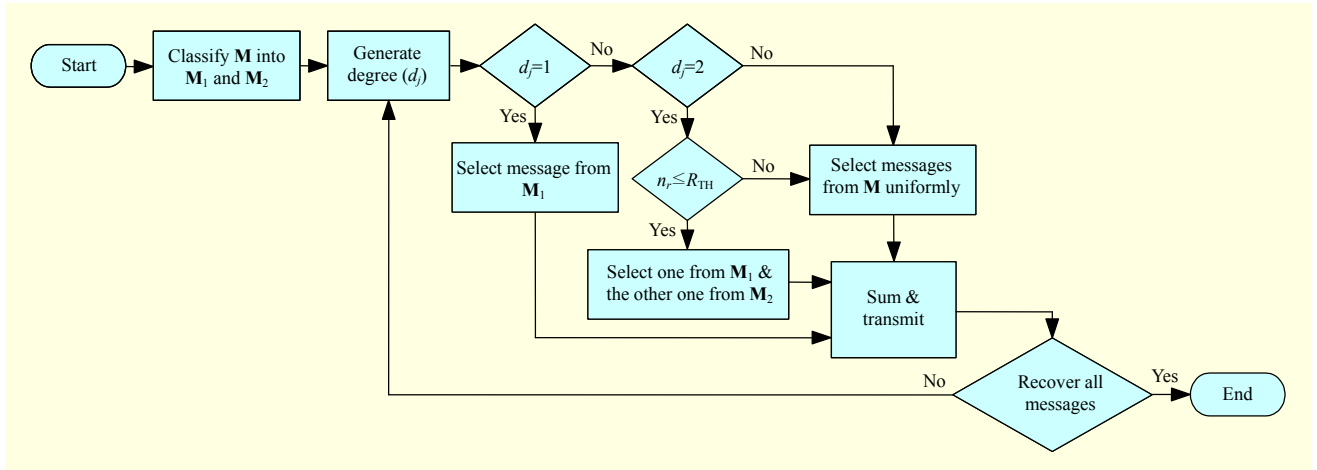 Start
Classify M into
M₁ and M₂
Generate
degree (dⱼ)
dⱼ=1
No
dⱼ=2
No
Yes
Yes
Select message from
M₁
nᵣ≤R_TH
No
Select messages
from M uniformly
Yes
Select one from M₁ &
the other one from M₂
Sum &
transmit
No
Recover all
messages
Yes
End